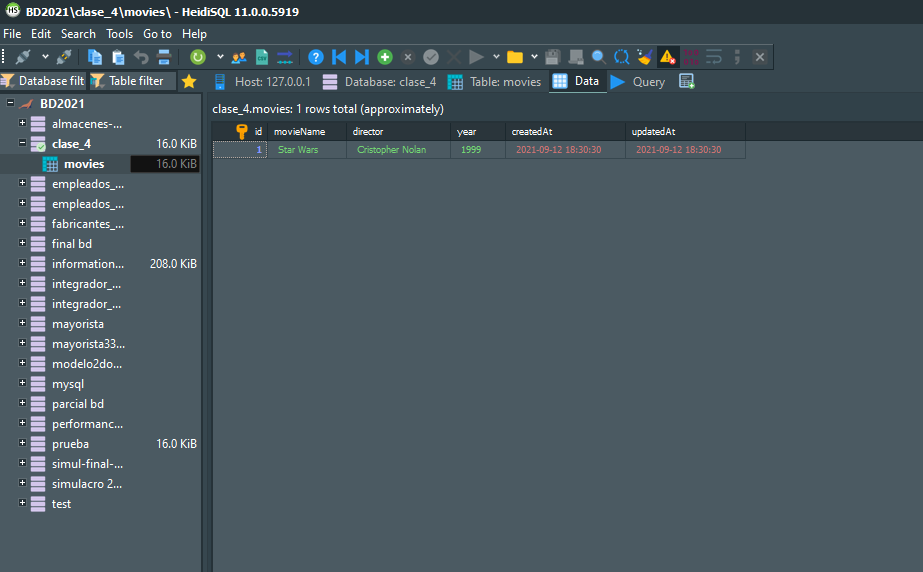 BD2021\clase_4\movies\ - HeidiSQL 11.0.0.5919
File Edit Search Tools Go to Help
Database filt Table filter Host: 127.0.0.1 Database: clase_4 Table: movies Data Query
BD2021
almacenes-...
clase_4 16.0 KiB
movies 16.0 KiB
empleados_...
empleados_...
fabricantes_...
final bd
information... 208.0 KiB
integrador_...
integrador_...
mayorista
mayorista33...
modelo2do...
mysql
parcial bd
performanc...
prueba 16.0 KiB
simul-final-...
simulacro 2...
test
clase_4.movies: 1 rows total (approximately)
id movieName director year createdAt updatedAt
1 Star Wars Cristopher Nolan 1999 2021-09-12 18:30:30 2021-09-12 18:30:30